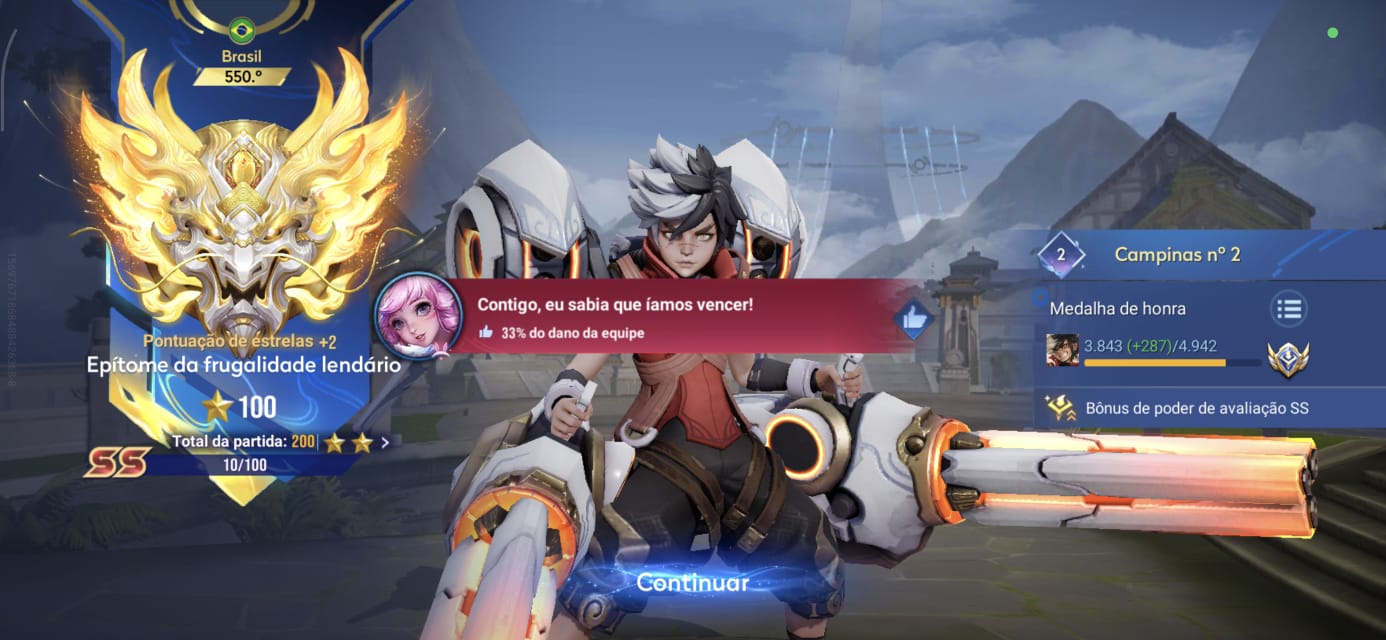 Brasil
550.º
Pontuação de estrelas +2
Epítome da frugalidade lendário
100
Total da partida: 200
SS
10/100
Contigo, eu sabia que íamos vencer!
33% do dano da equipe
2
Campinas nº 2
Medalha de honra
3.843 (+287)/4.942
Bônus de poder de avaliação SS
Continuar